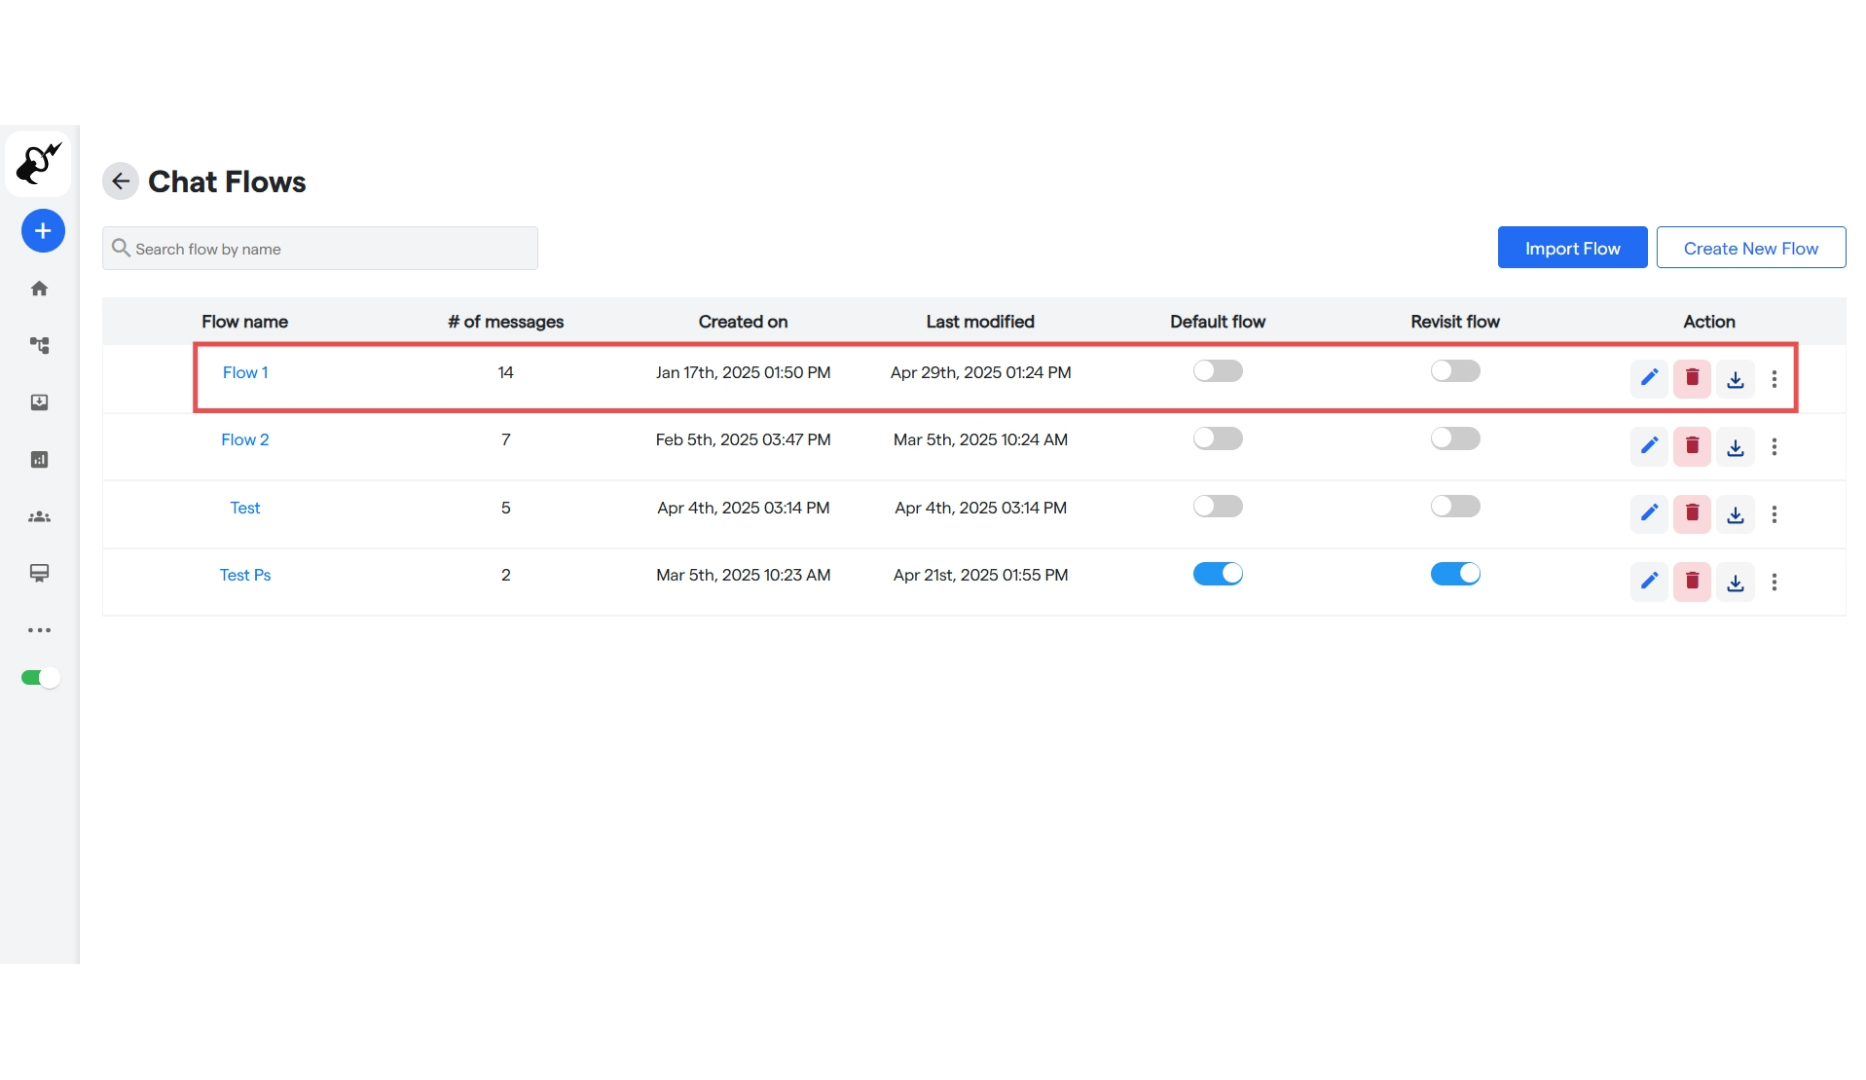 Chat Flows
Search flow by name
Import Flow
Create New Flow
Flow name # of messages Created on Last modified Default flow Revisit flow Action
Flow 1 14 Jan 17th, 2025 01:50 PM Apr 29th, 2025 01:24 PM
Flow 2 7 Feb 5th, 2025 03:47 PM Mar 5th, 2025 10:24 AM
Test 5 Apr 4th, 2025 03:14 PM Apr 4th, 2025 03:14 PM
Test Ps 2 Mar 5th, 2025 10:23 AM Apr 21st, 2025 01:55 PM